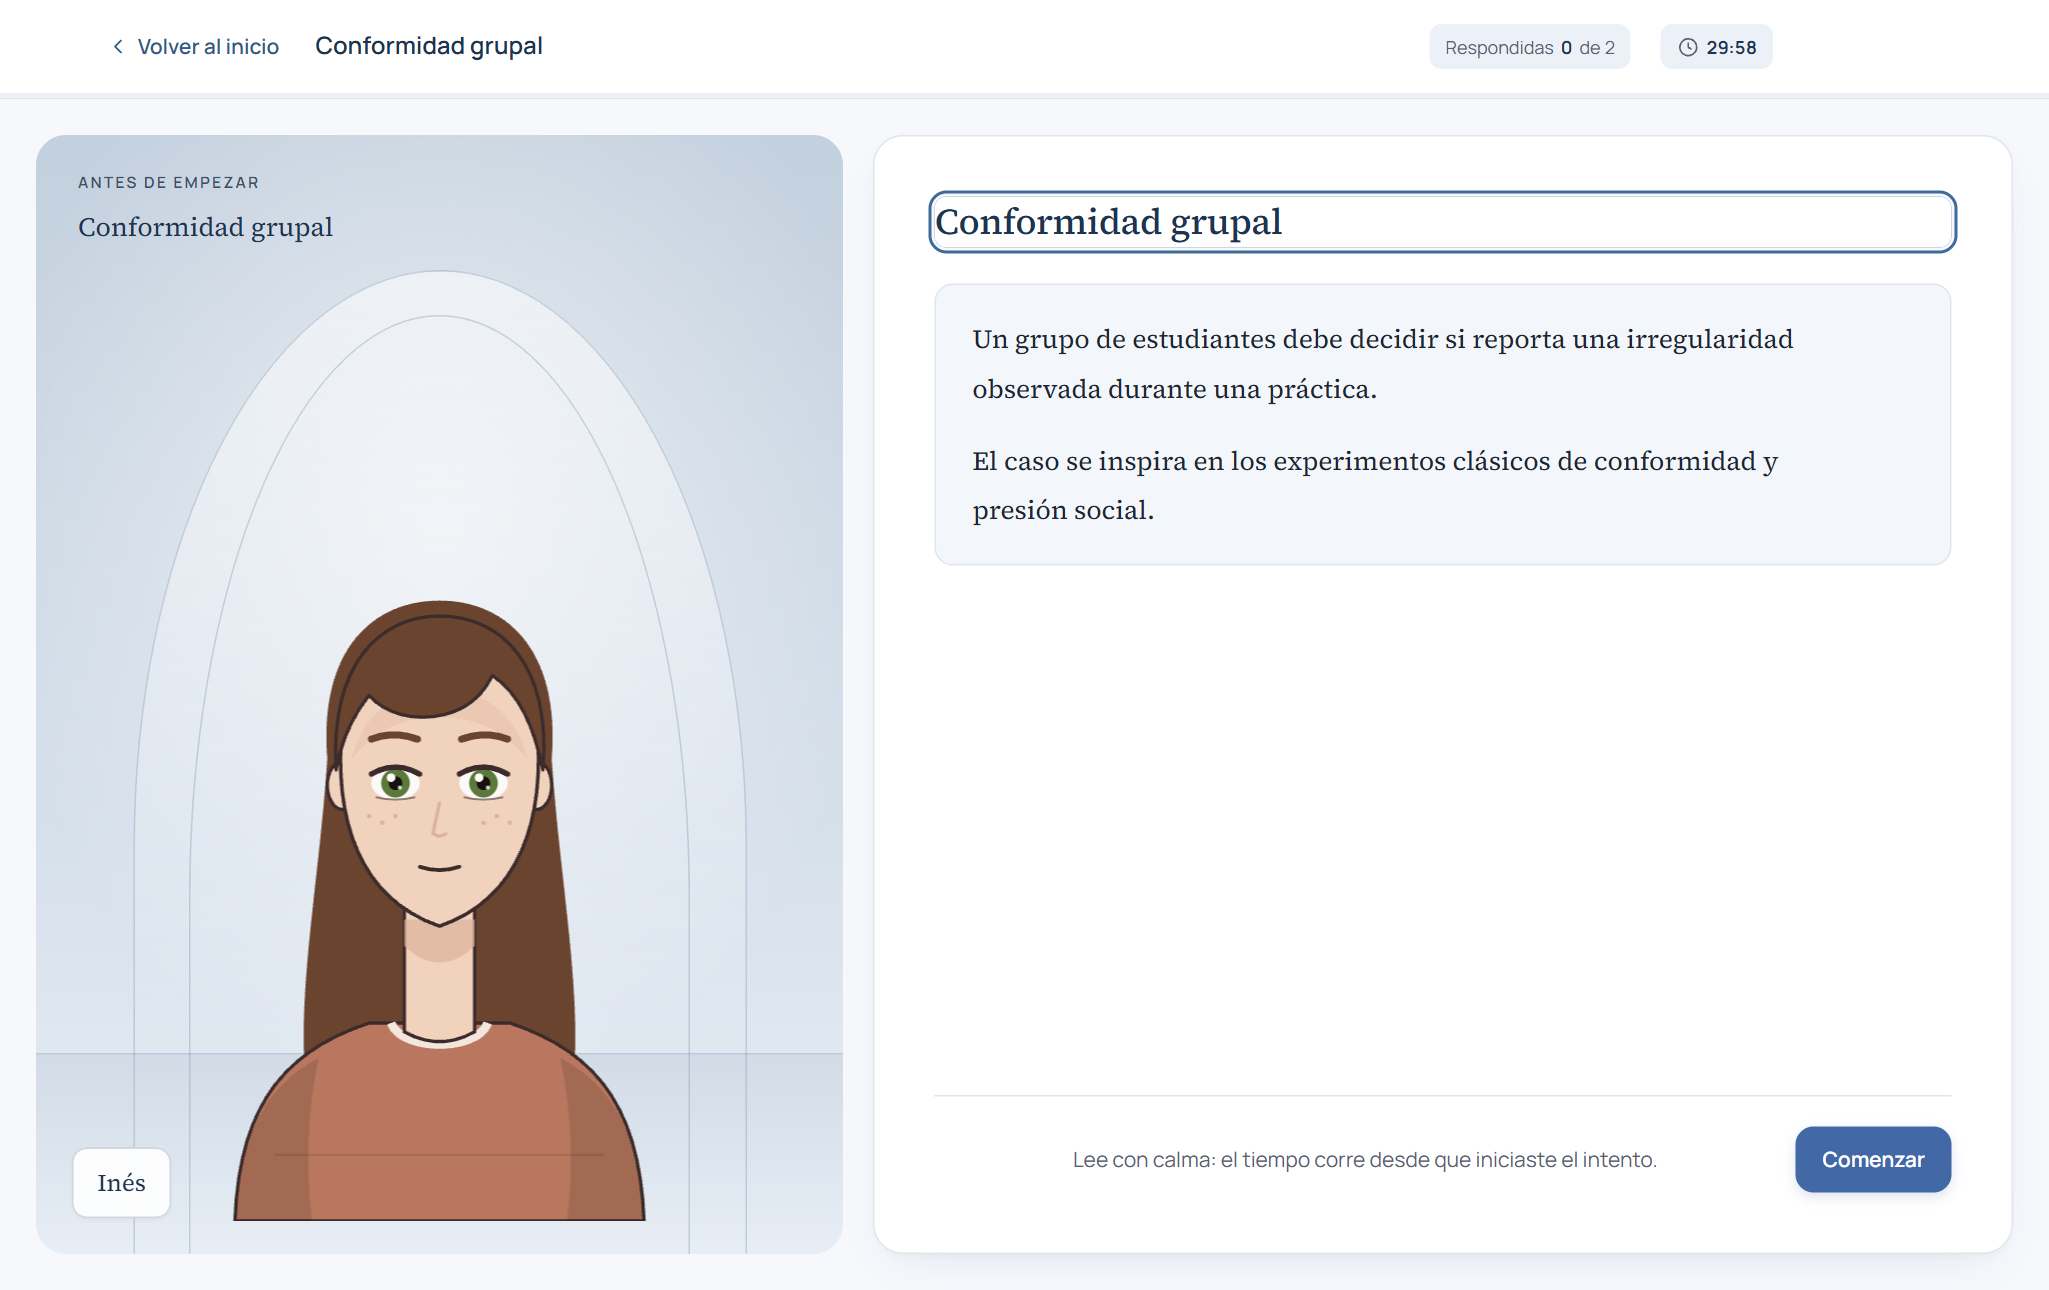 Volver al inicio
Conformidad grupal
Respondidas 0 de 2
29:58
ANTES DE EMPEZAR
Conformidad grupal
Inés
Conformidad grupal
Un grupo de estudiantes debe decidir si reporta una irregularidad
observada durante una práctica.
El caso se inspira en los experimentos clásicos de conformidad y
presión social.
Lee con calma: el tiempo corre desde que iniciaste el intento.
Comenzar